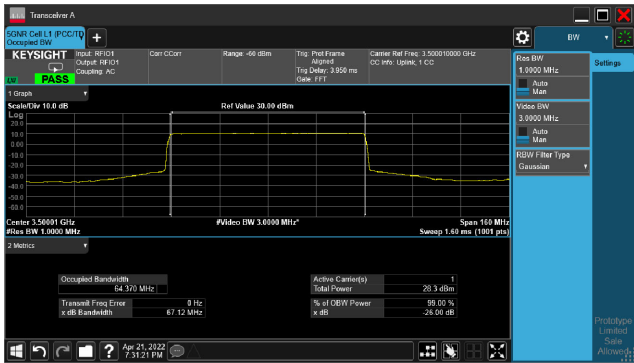 Transceiver A
5GNR Cell L1 (PCC/TD
Occupied BW
KEYSIGHT
PASS
Input: RFIO1
Output: RFIO1
Coupling: AC
Corr CCorr
Range: -60 dBm
Trig: Prot Frame
Aligned
Trig Delay: 3.950 ms
Gate: FFT
Carrier Ref Freq: 3.500010000 GHz
CC Info: Uplink, 1 CC
BW
Settings
Res BW
1.0000 MHz
Auto
Man
Video BW
3.0000 MHz
Auto
Man
RBW Filter Type
Gaussian
1 Graph
Scale/Div 10.0 dB
Ref Value 30.00 dBm
Log
20.0
10.0
0.00
-10.0
-20.0
-30.0
-40.0
-50.0
-60.0
Center 3.50001 GHz
#Res BW 1.0000 MHz
#Video BW 3.0000 MHz*
Span 160 MHz
Sweep 1.60 ms (1001 pts)
2 Metrics
Occupied Bandwidth
64.370 MHz
Transmit Freq Error 0 Hz
x dB Bandwidth 67.12 MHz
Active Carrier(s) 1
Total Power 28.3 dBm
% of OBW Power 99.00 %
x dB -26.00 dB
Prototype
Limited
Sale
Allowed
Apr 21, 2022
7:31:21 PM